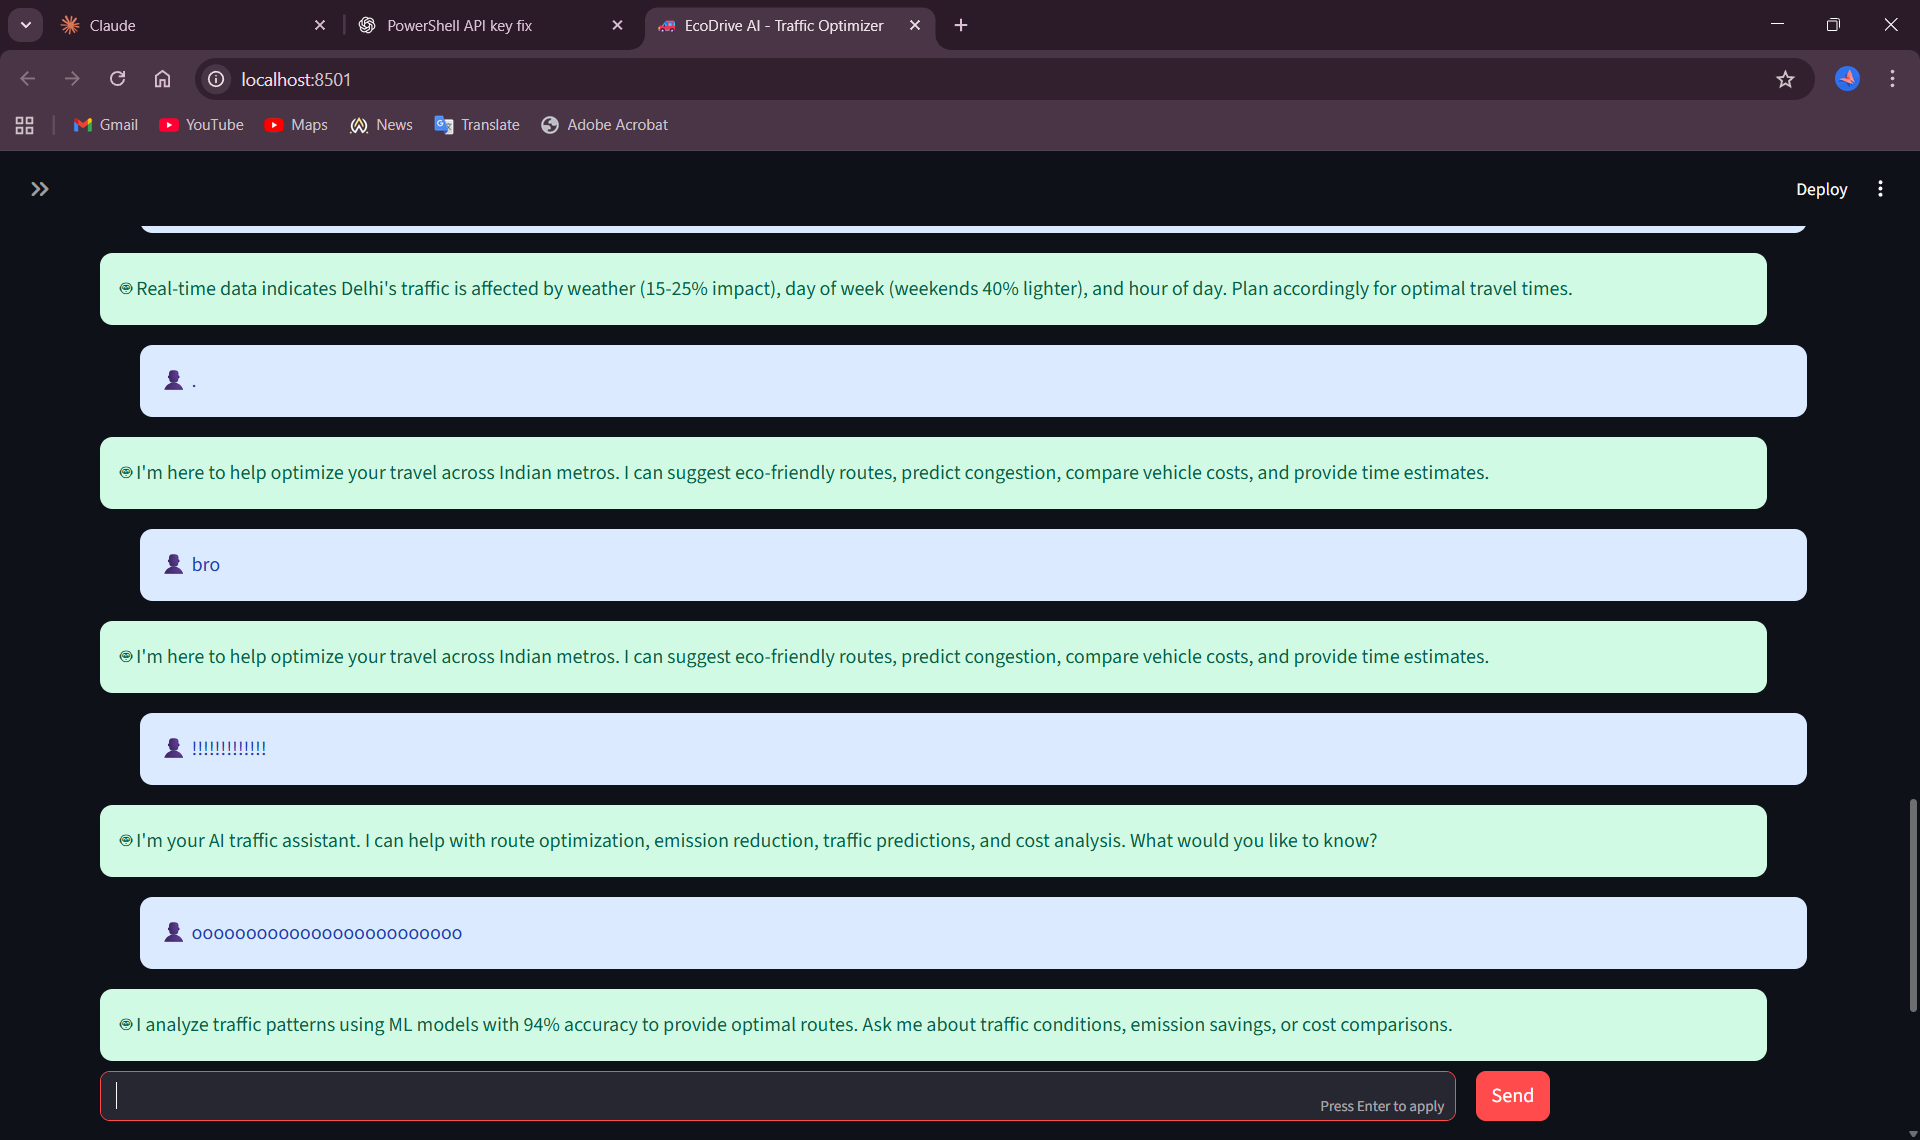 Claude
PowerShell API key fix
EcoDrive AI - Traffic Optimizer
localhost:8501
Gmail
YouTube
Maps
News
Translate
Adobe Acrobat
Deploy
Real-time data indicates Delhi's traffic is affected by weather (15-25% impact), day of week (weekends 40% lighter), and hour of day. Plan accordingly for optimal travel times.
.
I'm here to help optimize your travel across Indian metros. I can suggest eco-friendly routes, predict congestion, compare vehicle costs, and provide time estimates.
bro
I'm here to help optimize your travel across Indian metros. I can suggest eco-friendly routes, predict congestion, compare vehicle costs, and provide time estimates.
!!!!!!!!!!!!!
I'm your AI traffic assistant. I can help with route optimization, emission reduction, traffic predictions, and cost analysis. What would you like to know?
ooooooooooooooooooooooooo
I analyze traffic patterns using ML models with 94% accuracy to provide optimal routes. Ask me about traffic conditions, emission savings, or cost comparisons.
Press Enter to apply
Send